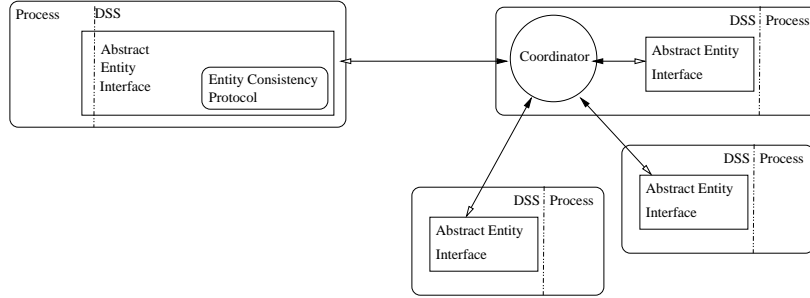 Process
DSS
Abstract
Entity
Interface
Entity Consistency
Protocol
Coordinator
DSS
Process
Abstract Entity
Interface
DSS
Process
Abstract Entity
Interface
DSS
Process
Abstract Entity
Interface